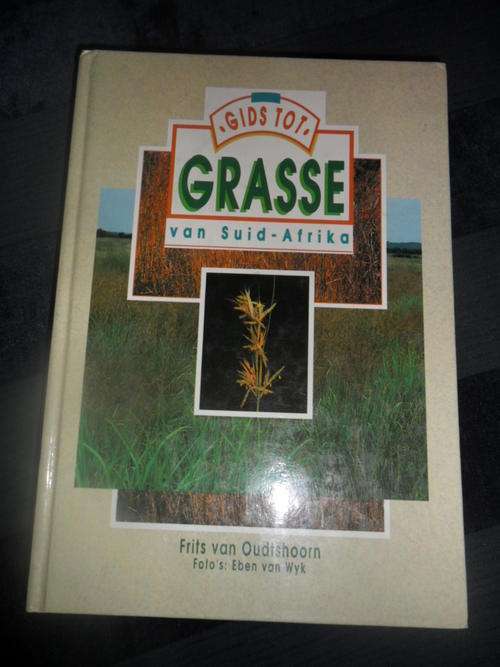 GIDS TOT
GRASSE
van Suid-Afrika
Frits van Oudtshoorn
Foto's: Eben van Wyk